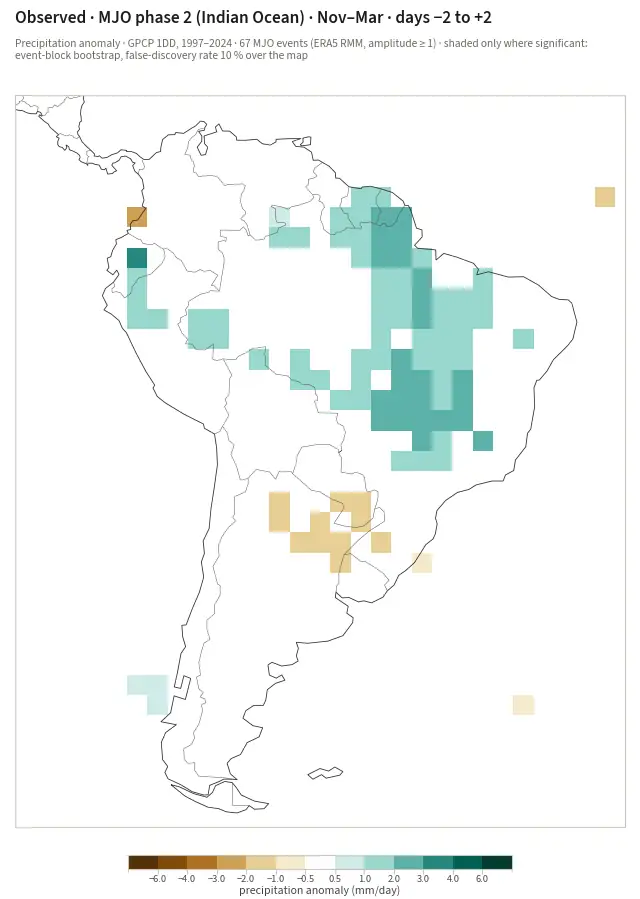 Observed · MJO phase 2 (Indian Ocean) · Nov–Mar · days −2 to +2
Precipitation anomaly · GPCP 1DD, 1997–2024 · 67 MJO events (ERA5 RMM, amplitude ≥ 1) · shaded only where significant:
event-block bootstrap, false-discovery rate 10 % over the map
−6.0 −4.0 −3.0 −2.0 −1.0 −0.5 0.5 1.0 2.0 3.0 4.0 6.0
precipitation anomaly (mm/day)